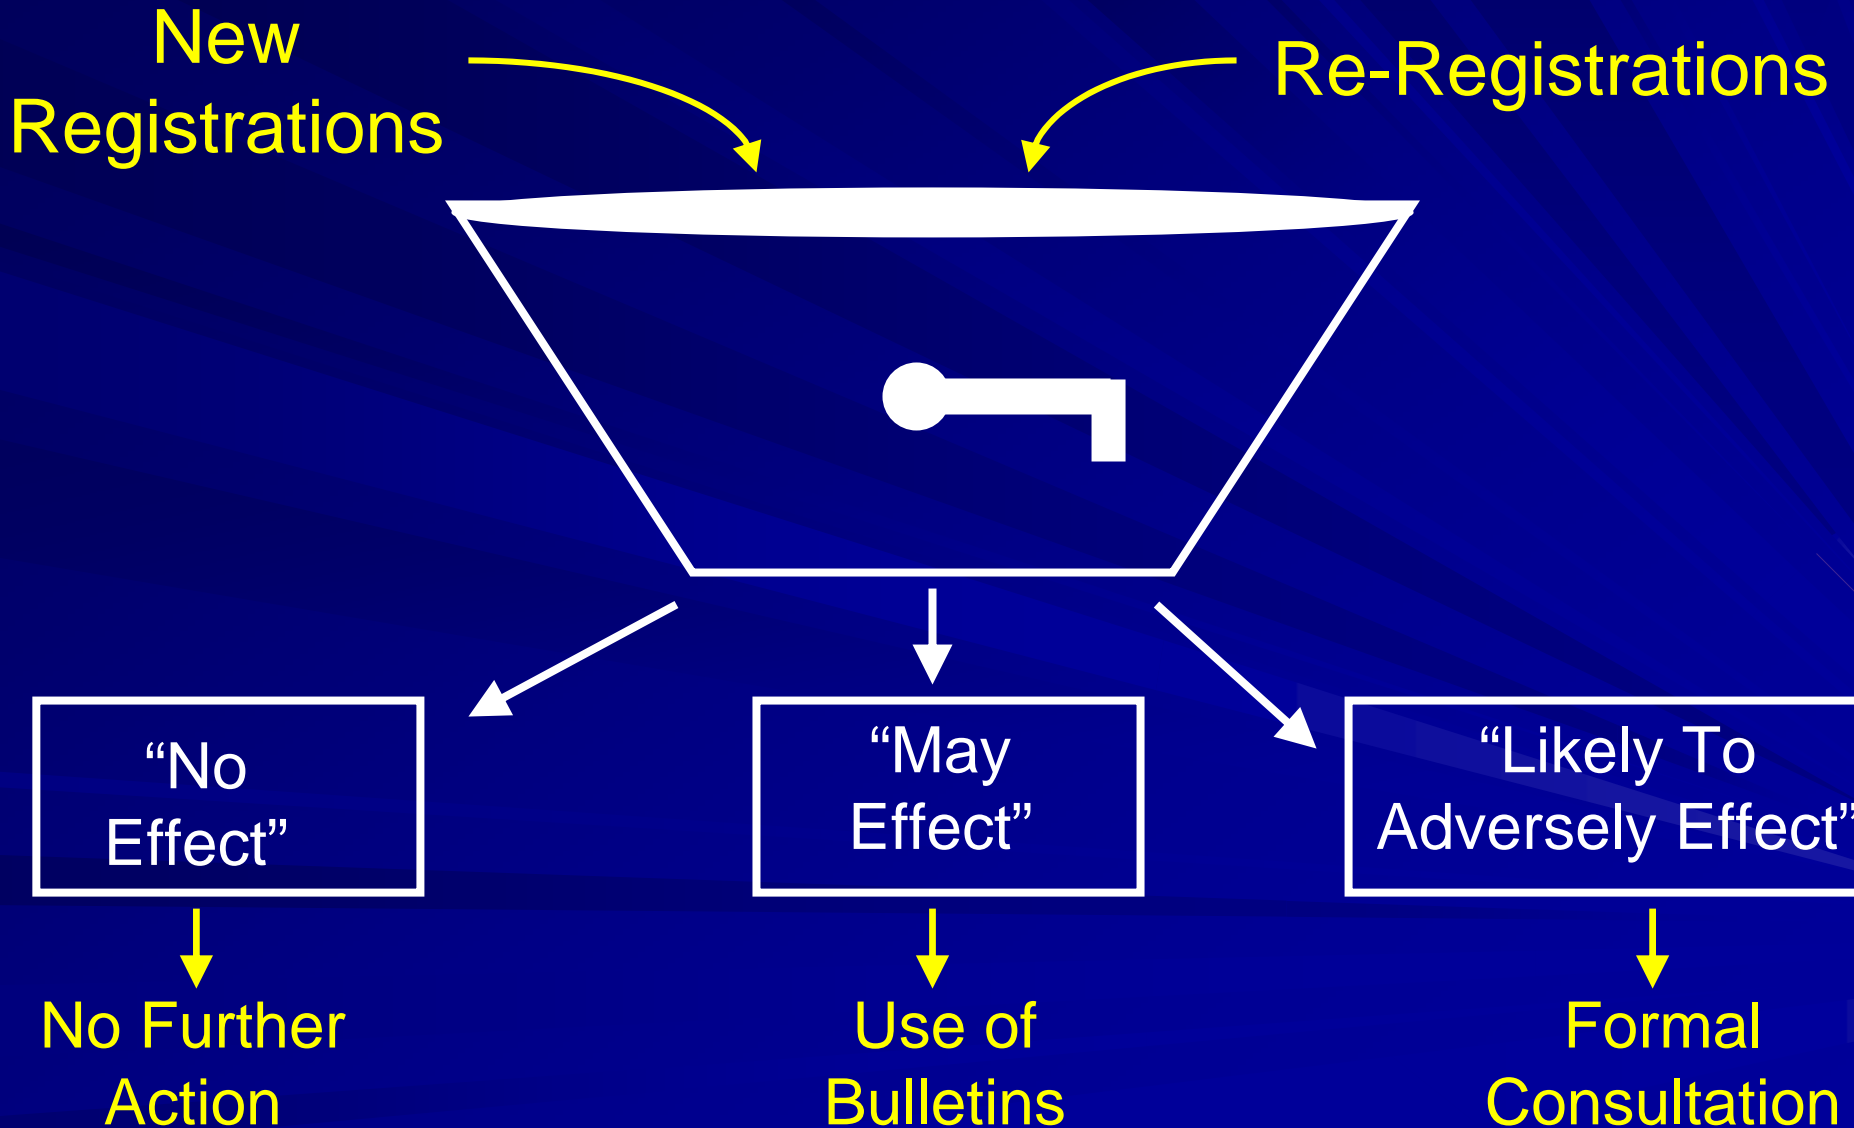 New
Registrations
Re-Registrations
“No
Effect”
“May
Effect”
“Likely To
Adversely Effect”
No Further
Action
Use of
Bulletins
Formal
Consultation